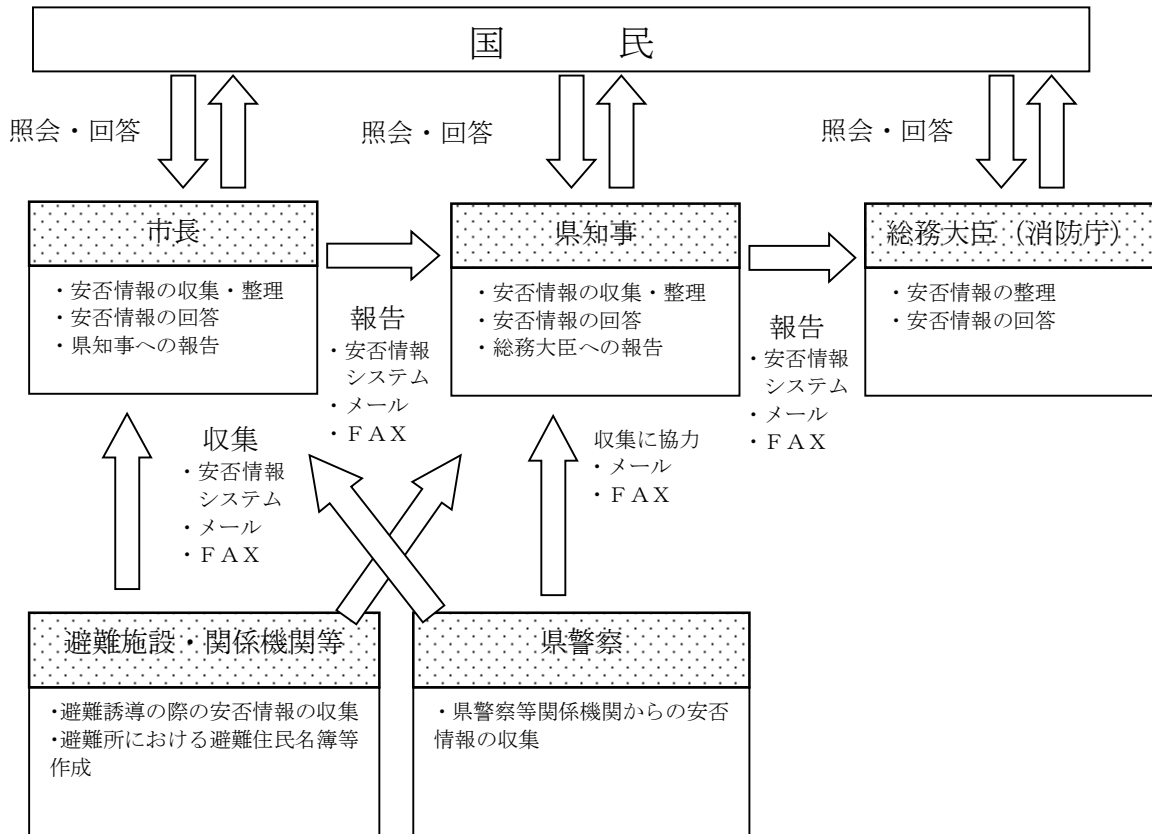 国　　民
照会・回答
照会・回答
照会・回答
市長
・安否情報の収集・整理
・安否情報の回答
・県知事への報告
報告
・安否情報
システム
・メール
・ＦＡＸ
県知事
・安否情報の収集・整理
・安否情報の回答
・総務大臣への報告
報告
・安否情報
システム
・メール
・ＦＡＸ
総務大臣（消防庁）
・安否情報の整理
・安否情報の回答
収集
・安否情報
システム
・メール
・ＦＡＸ
収集に協力
・メール
・ＦＡＸ
避難施設・関係機関等
・避難誘導の際の安否情報の収集
・避難所における避難住民名簿等
作成
県警察
・県警察等関係機関からの安否
情報の収集